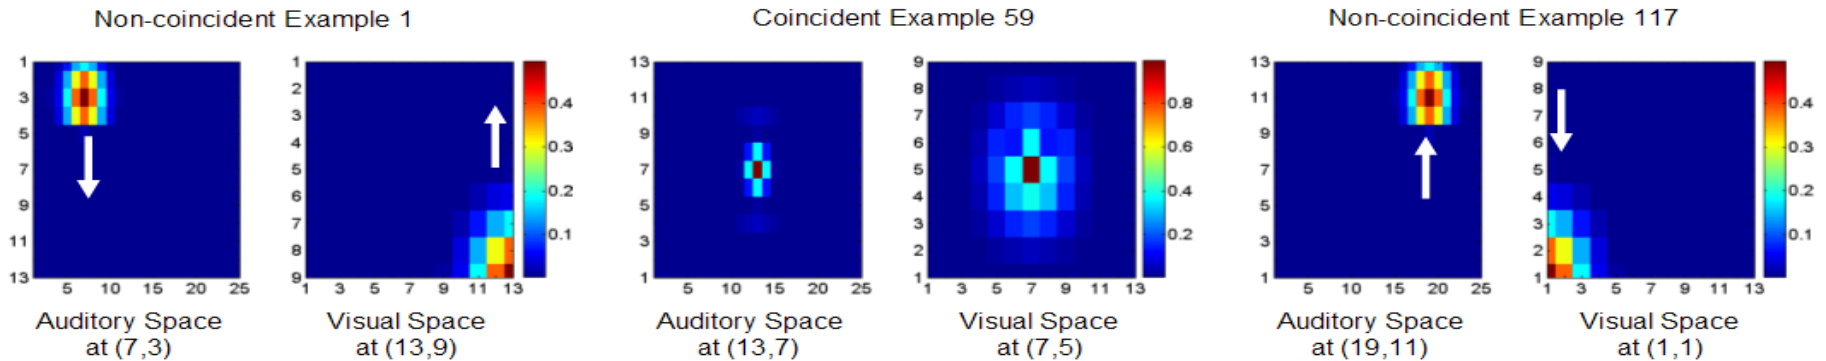 Non-coincident Example 1
Coincident Example 59
Non-coincident Example 117
1
3
5
7
9
11
13
5 10 15 20 25
1
2
3
4
5
6
7
8
9
1 3 5 7 9 11 13
0.4
0.3
0.2
0.1
13
11
9
7
5
3
1
5 10 15 20 25
9
8
7
6
5
4
3
2
1
1 3 5 7 9 11 13
0.8
0.6
0.4
0.2
13
11
9
7
5
3
1
5 10 15 20 25
9
8
7
6
5
4
3
2
1
1 3 5 7 9 11 13
0.4
0.3
0.2
0.1
Auditory Space
at (7,3)
Visual Space
at (13,9)
Auditory Space
at (13,7)
Visual Space
at (7,5)
Auditory Space
at (19,11)
Visual Space
at (1,1)